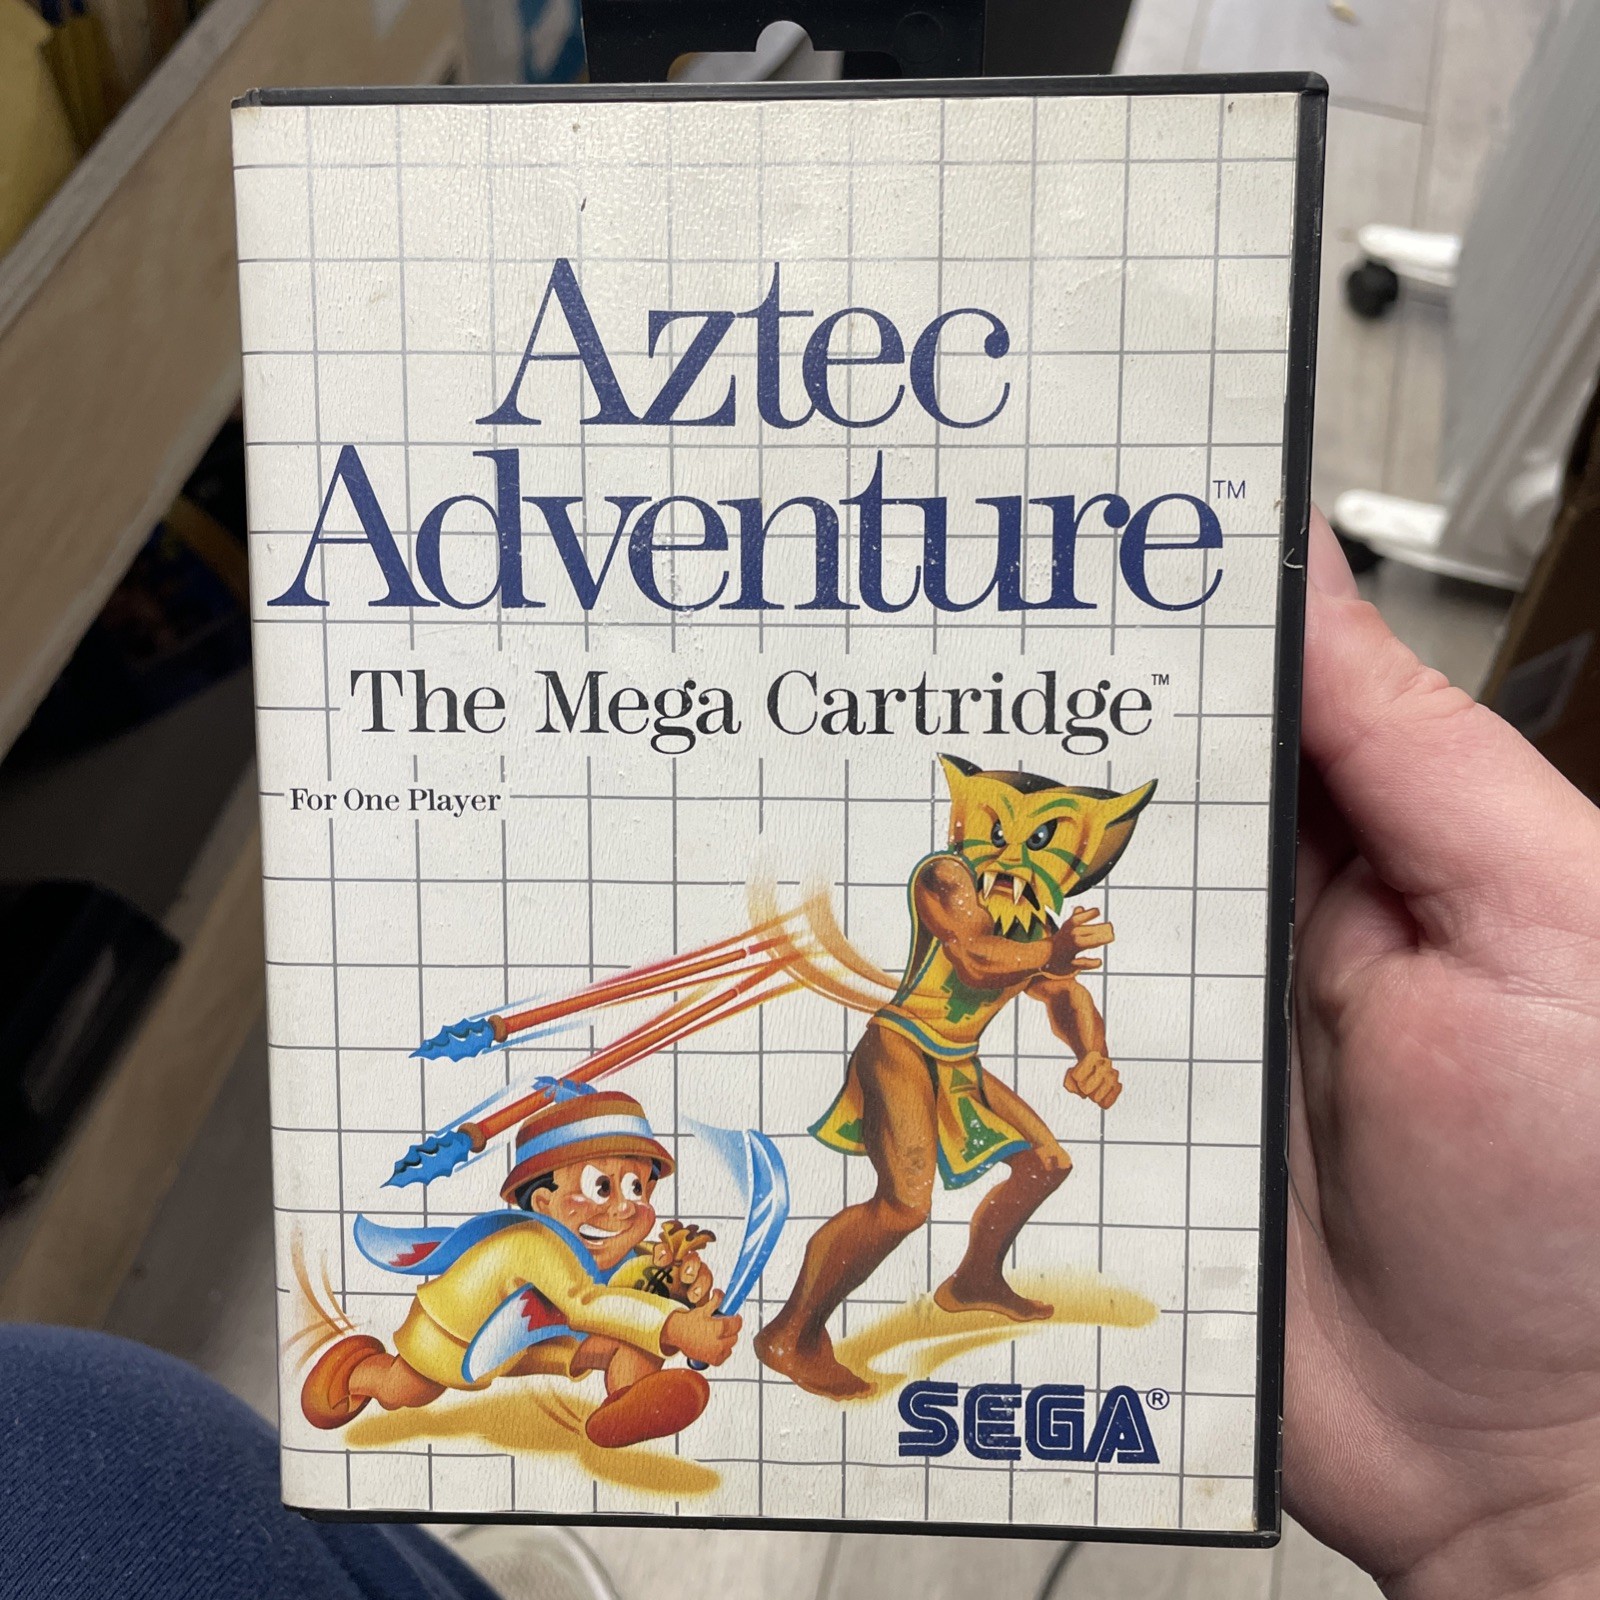 Aztec
Adventure™
The Mega Cartridge™
For One Player
SEGA®